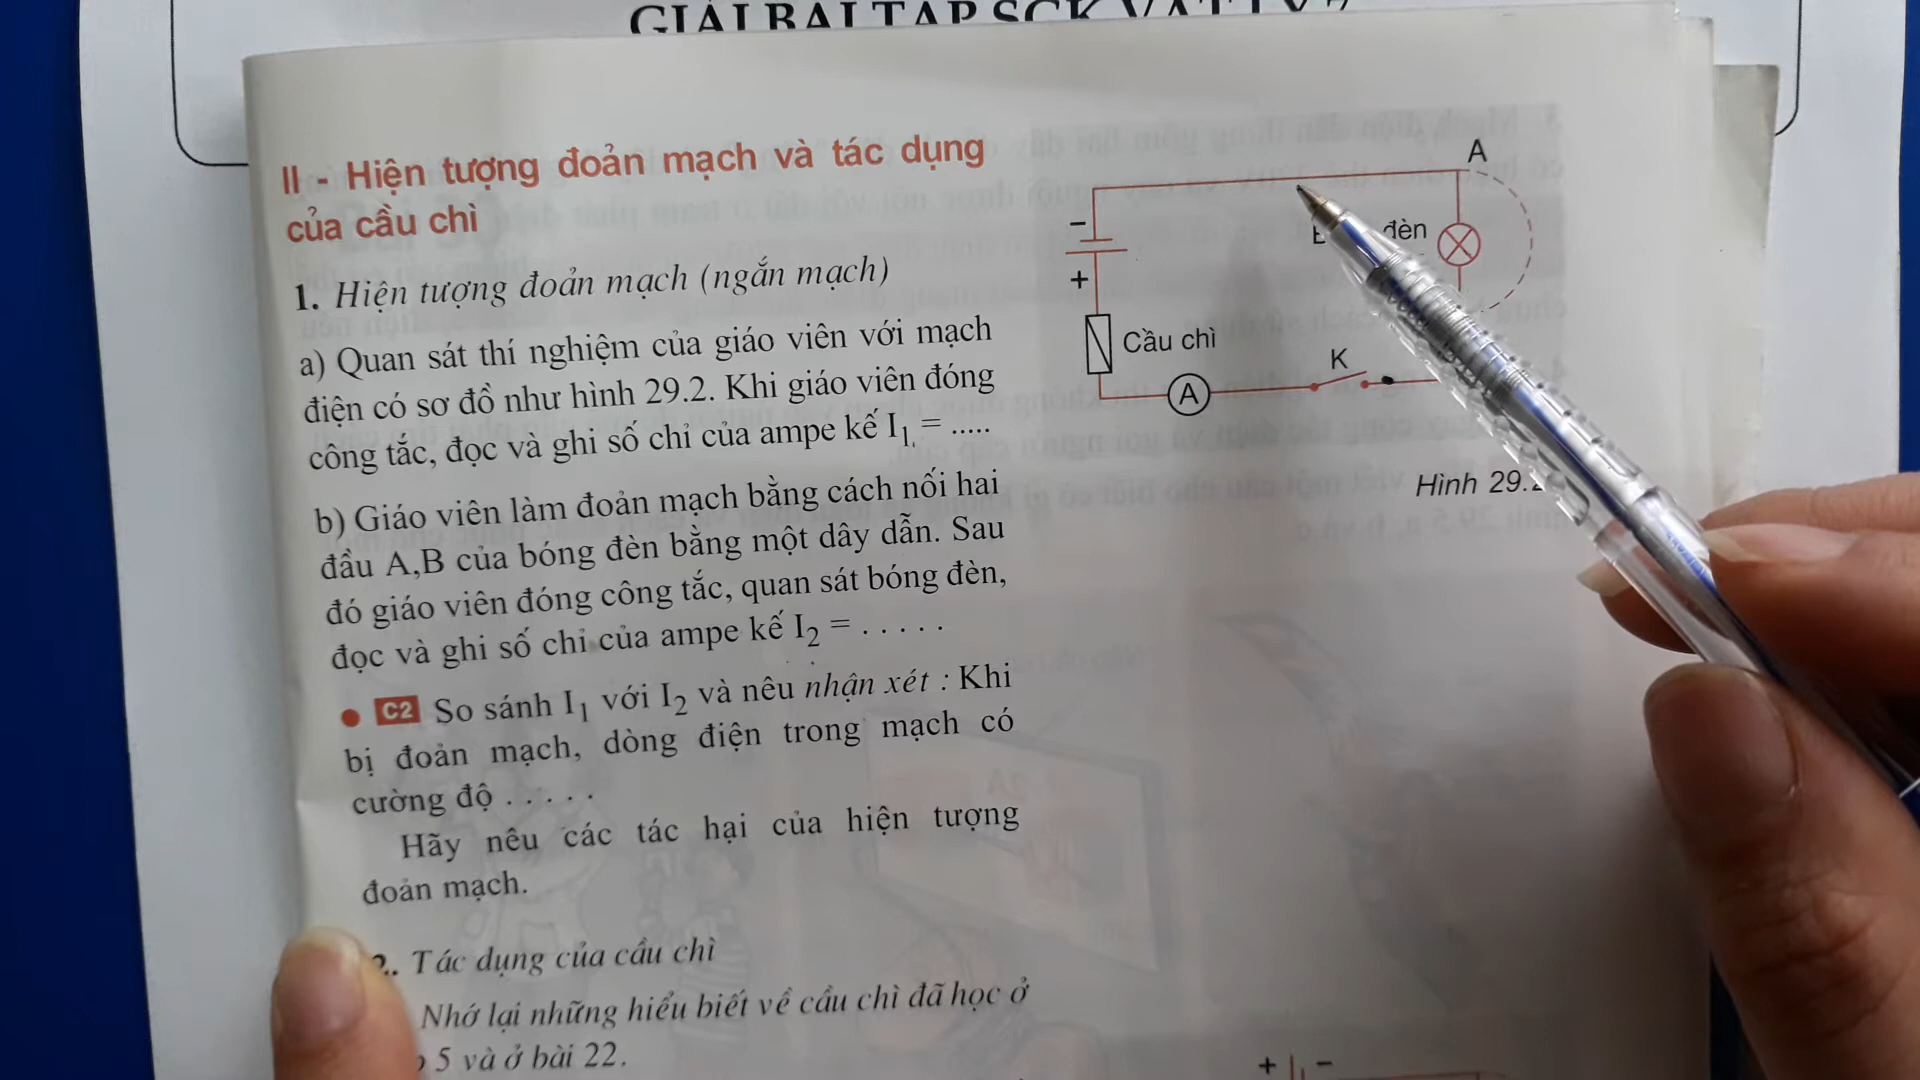 GIẢI BÀI TẬP SGK VẬT LÝ 7
II - Hiện tượng đoản mạch và tác dụng
của cầu chì
1. Hiện tượng đoản mạch (ngắn mạch)
a) Quan sát thí nghiệm của giáo viên với mạch
điện có sơ đồ như hình 29.2. Khi giáo viên đóng
công tắc, đọc và ghi số chỉ của ampe kế I₁ = .....
b) Giáo viên làm đoản mạch bằng cách nối hai
đầu A,B của bóng đèn bằng một dây dẫn. Sau
đó giáo viên đóng công tắc, quan sát bóng đèn,
đọc và ghi số chỉ của ampe kế I₂ = . . . . .
C2 So sánh I₁ với I₂ và nêu nhận xét : Khi
bị đoản mạch, dòng điện trong mạch có
cường độ . . . . .
Hãy nêu các tác hại của hiện tượng
đoản mạch.
2. Tác dụng của cầu chì
Nhớ lại những hiểu biết về cầu chì đã học ở
5 và ở bài 22.
A
−
đèn
+
Cầu chì
K
A
Hình 29.
+ −